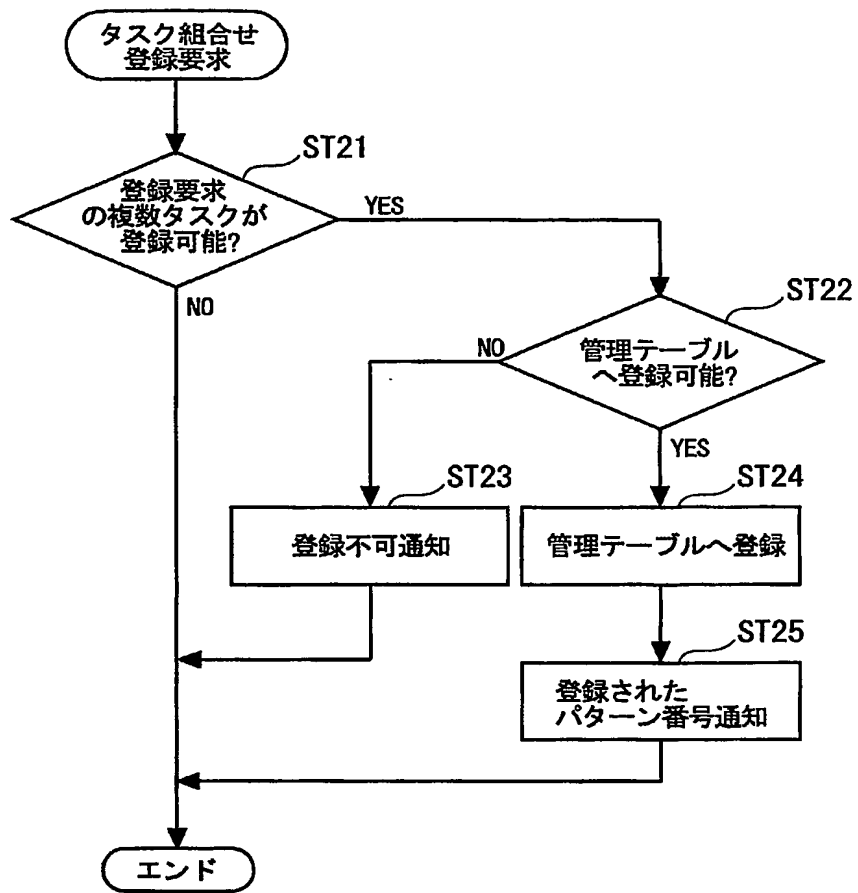 タスク組合せ
登録要求
ST21
登録要求
の複数タスクが
登録可能?
YES
NO
ST22
管理テーブル
へ登録可能?
NO
YES
ST23
登録不可通知
ST24
管理テーブルへ登録
ST25
登録された
パターン番号通知
エンド